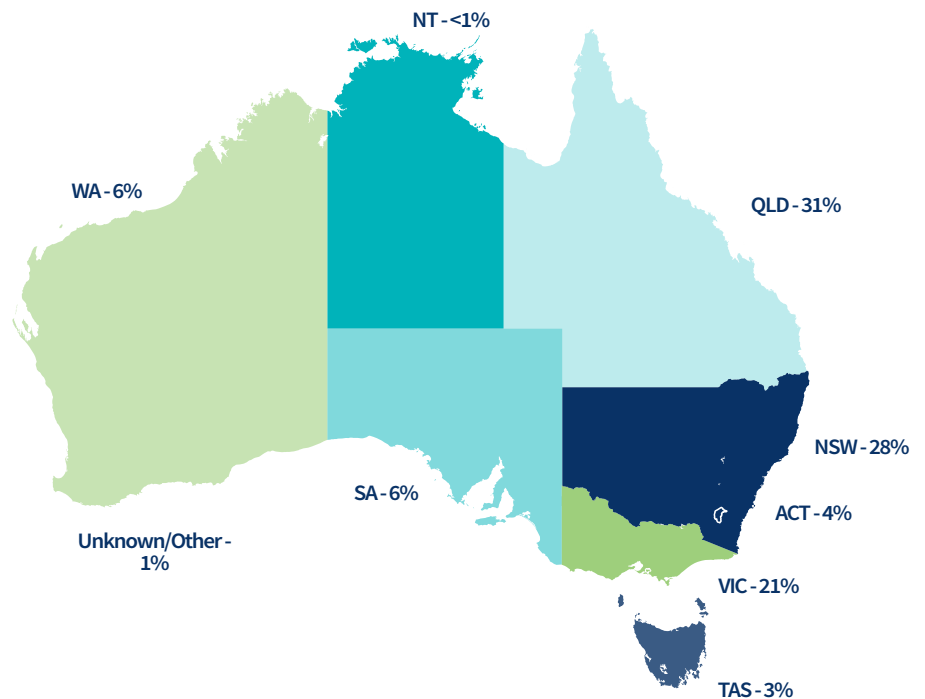 NT - <1%
WA - 6%
QLD - 31%
NSW - 28%
SA - 6%
ACT - 4%
Unknown/Other -
1%
VIC - 21%
TAS - 3%